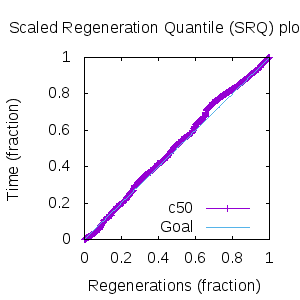 Scaled Regeneration Quantile (SRQ) plo
1
0.8
0.6
0.4
0.2
0
Time (fraction)
c50
Goal
0 0.2 0.4 0.6 0.8 1
Regenerations (fraction)